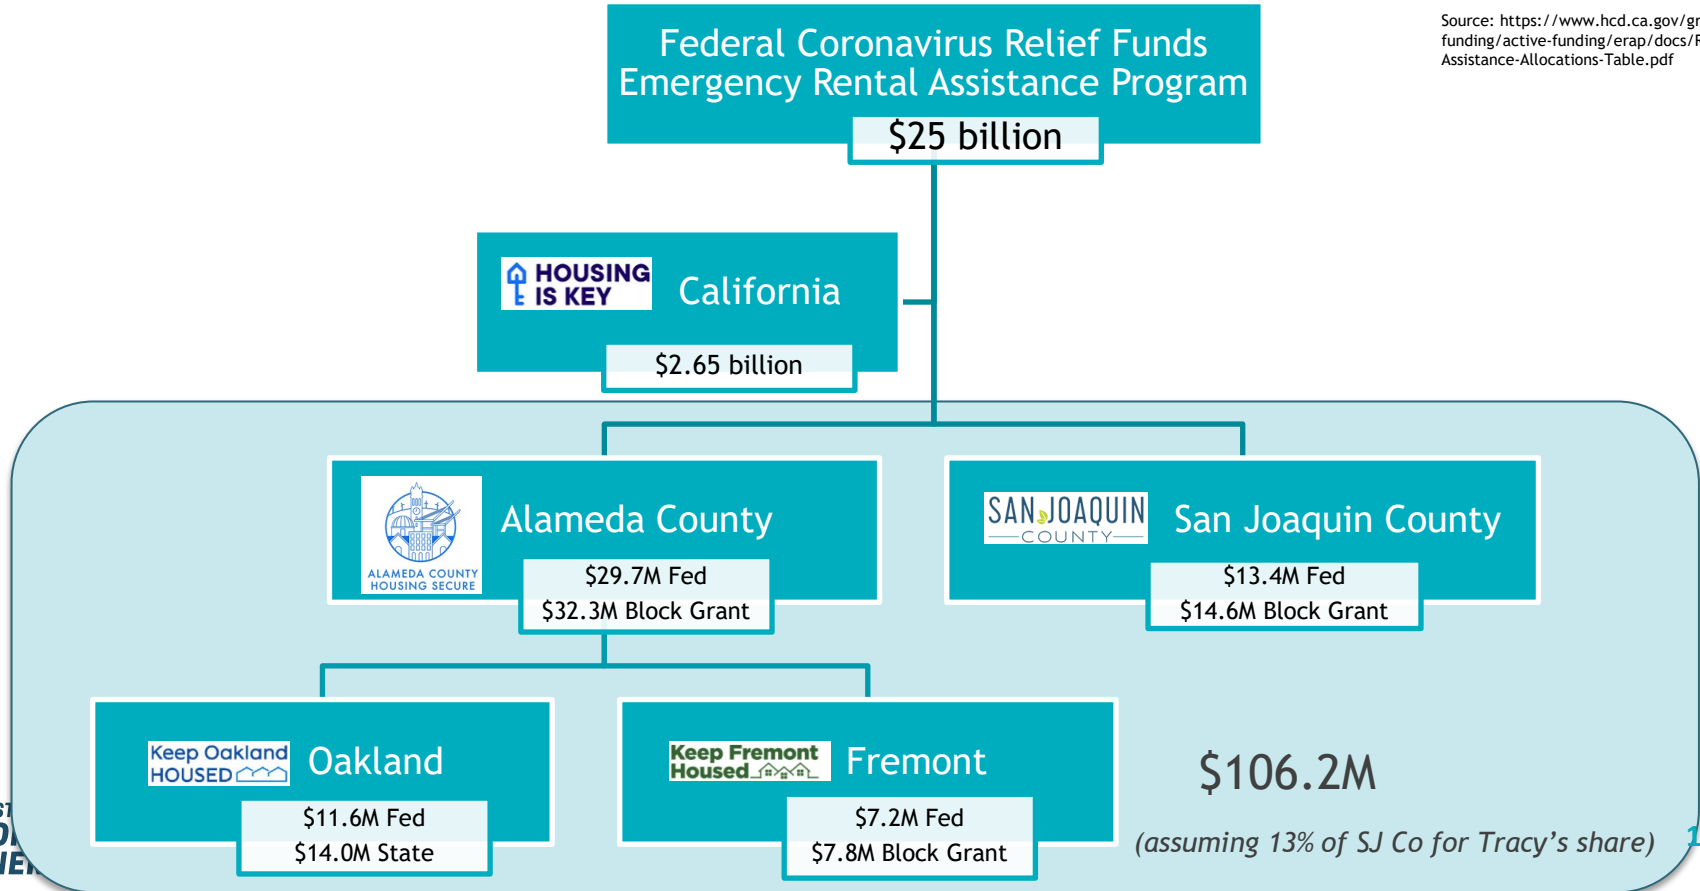 Source: https://www.hcd.ca.gov/gr
funding/active-funding/erap/docs/R
Assistance-Allocations-Table.pdf
Federal Coronavirus Relief Funds
Emergency Rental Assistance Program
$25 billion
HOUSING
IS KEY
California
$2.65 billion
ALAMEDA COUNTY
HOUSING SECURE
Alameda County
$29.7M Fed
$32.3M Block Grant
SAN JOAQUIN
COUNTY
San Joaquin County
$13.4M Fed
$14.6M Block Grant
Keep Oakland
HOUSED
Oakland
$11.6M Fed
$14.0M State
Keep Fremont
Housed
Fremont
$7.2M Fed
$7.8M Block Grant
$106.2M
(assuming 13% of SJ Co for Tracy's share)